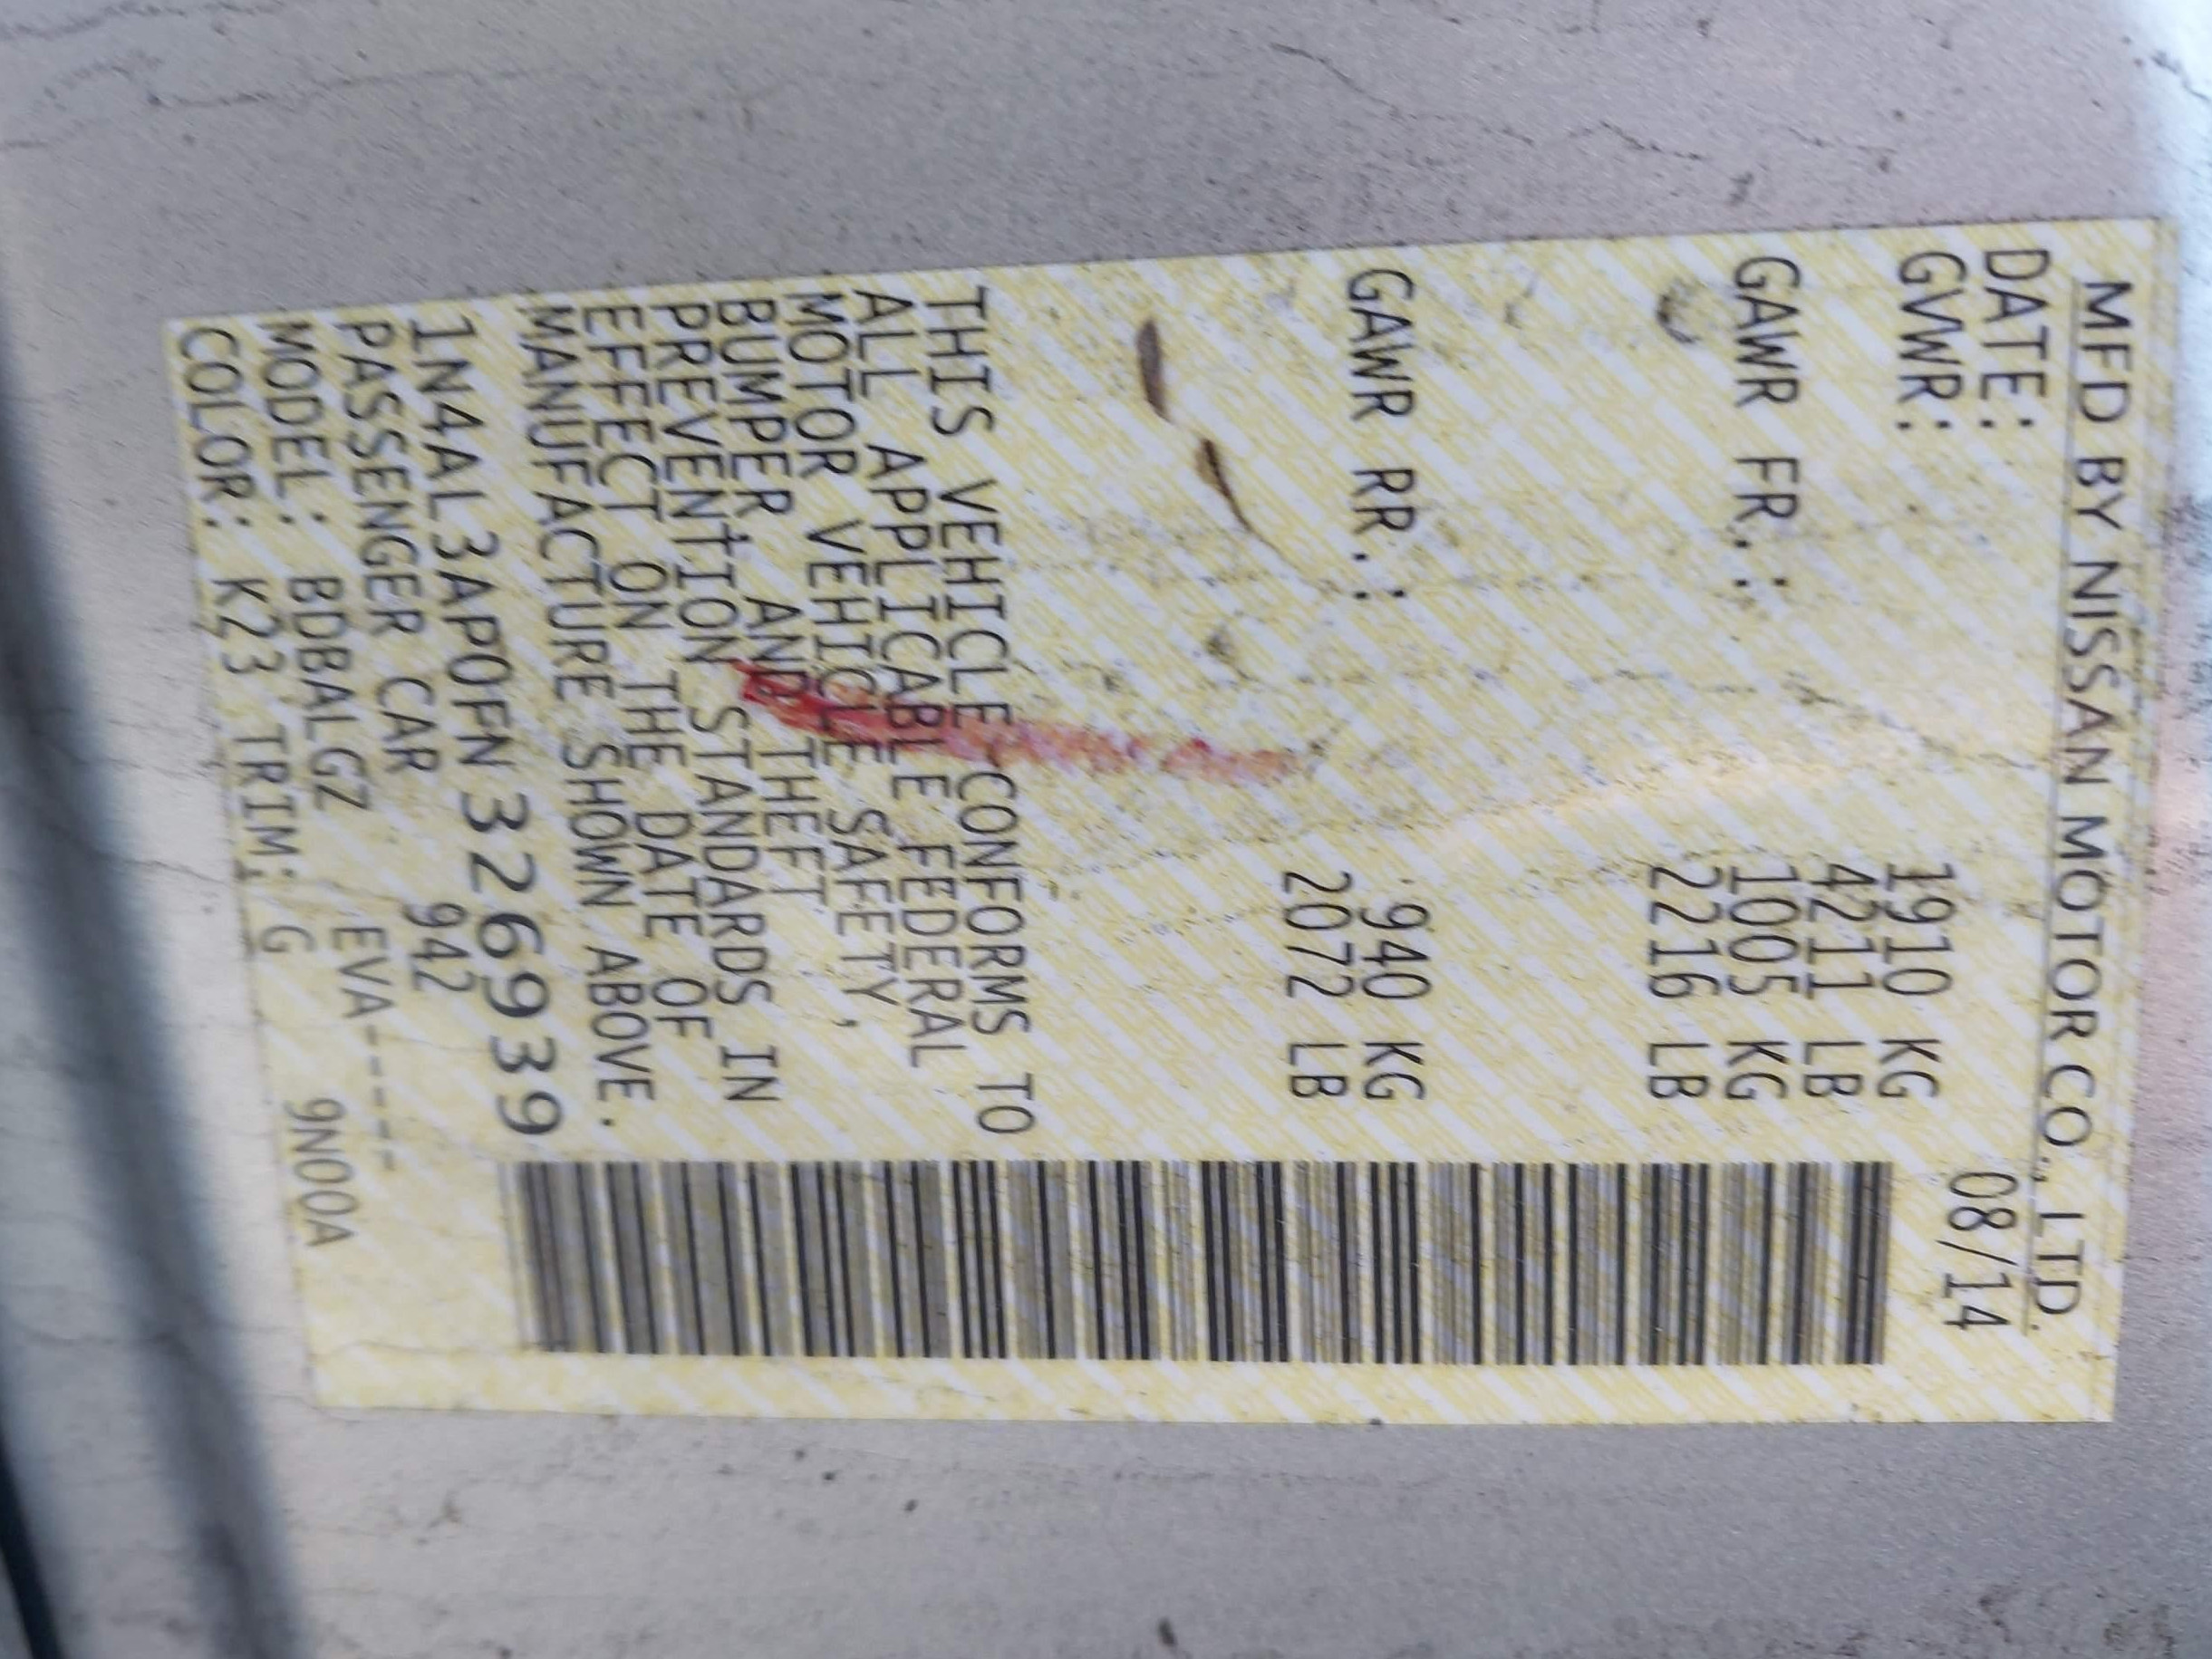 MFD BY NISSAN MOTOR CO., LTD.
DATE: 08/14
GVWR: 1910 KG
4211 LB
GAWR FR.: 1005 KG
2216 LB
GAWR RR.: 940 KG
2072 LB
THIS VEHICLE CONFORMS TO
ALL APPLICABLE FEDERAL
MOTOR VEHICLE SAFETY,
BUMPER AND THEFT
PREVENTION STANDARDS IN
EFFECT ON THE DATE OF
MANUFACTURE SHOWN ABOVE.
1N4AL3AP0FN326939
PASSENGER CAR 942
MODEL: BDBALGZ EVA-----
COLOR: K23 TRIM: G 9N00A